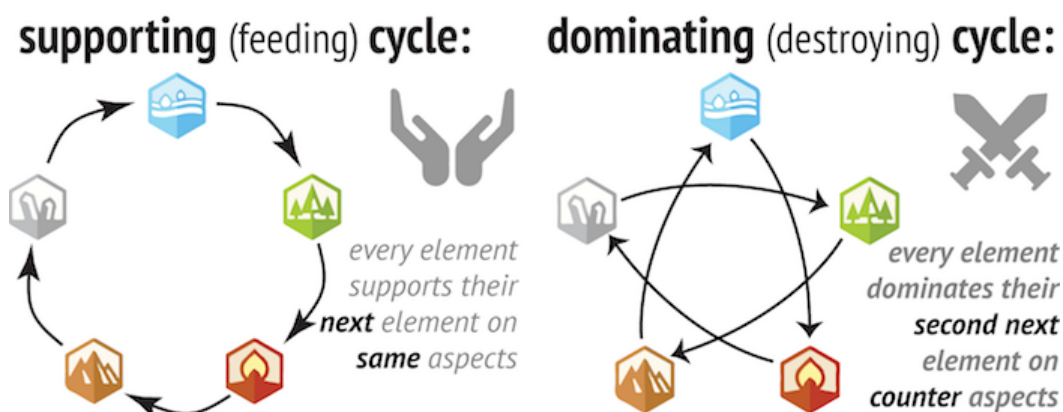 supporting (feeding) cycle:
every element
supports their
next element on
same aspects
dominating (destroying) cycle:
every element
dominates their
second next
element on
counter aspects